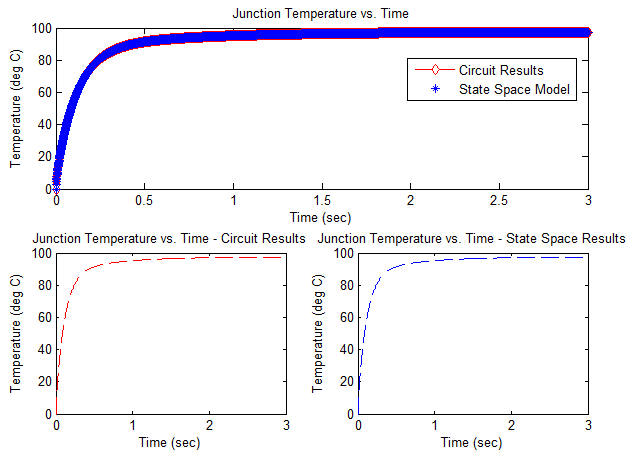 Junction Temperature vs. Time
Temperature (deg C)
100
80
60
40
20
0
Circuit Results
State Space Model
0 0.5 1 1.5 2 2.5 3
Time (sec)
Junction Temperature vs. Time - Circuit Results
Temperature (deg C)
100
80
60
40
20
0
0 1 2 3
Time (sec)
Junction Temperature vs. Time - State Space Results
Temperature (deg C)
100
80
60
40
20
0
0 1 2 3
Time (sec)